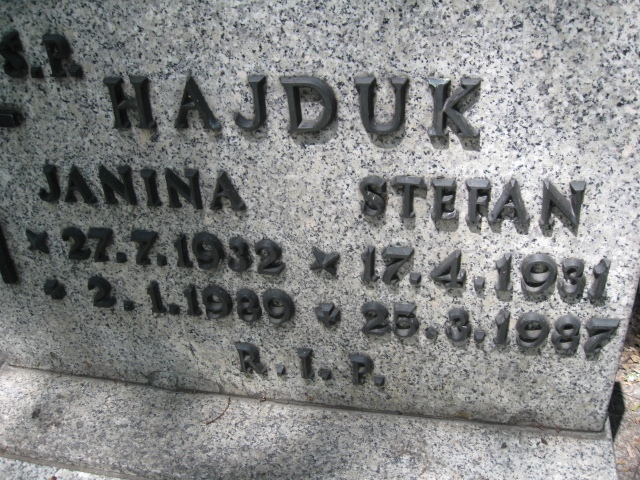 S.P.
HAJDUK
JANINA STEFAN
* 27.7.1932 * 17.4.1931
2.1.1989 25.3.1987
R.I.P.